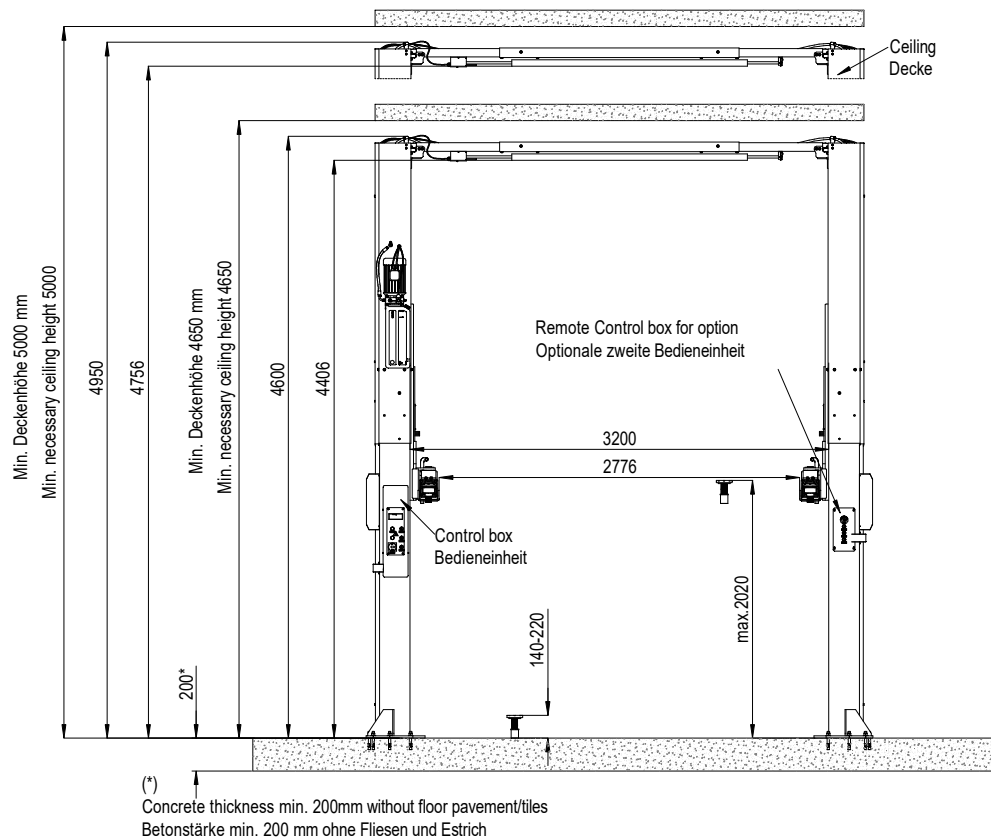 Ceiling
Decke
Min. Deckenhöhe 5000 mm
Min. necessary ceiling height 5000
4950
4756
Min. Deckenhöhe 4650 mm
Min. necessary ceiling height 4650
4600
4406
Remote Control box for option
Optionale zweite Bedieneinheit
3200
2776
Control box
Bedieneinheit
max.2020
140-220
200*
(*)
Concrete thickness min. 200mm without floor pavement/tiles
Betonstärke min. 200 mm ohne Fliesen und Estrich